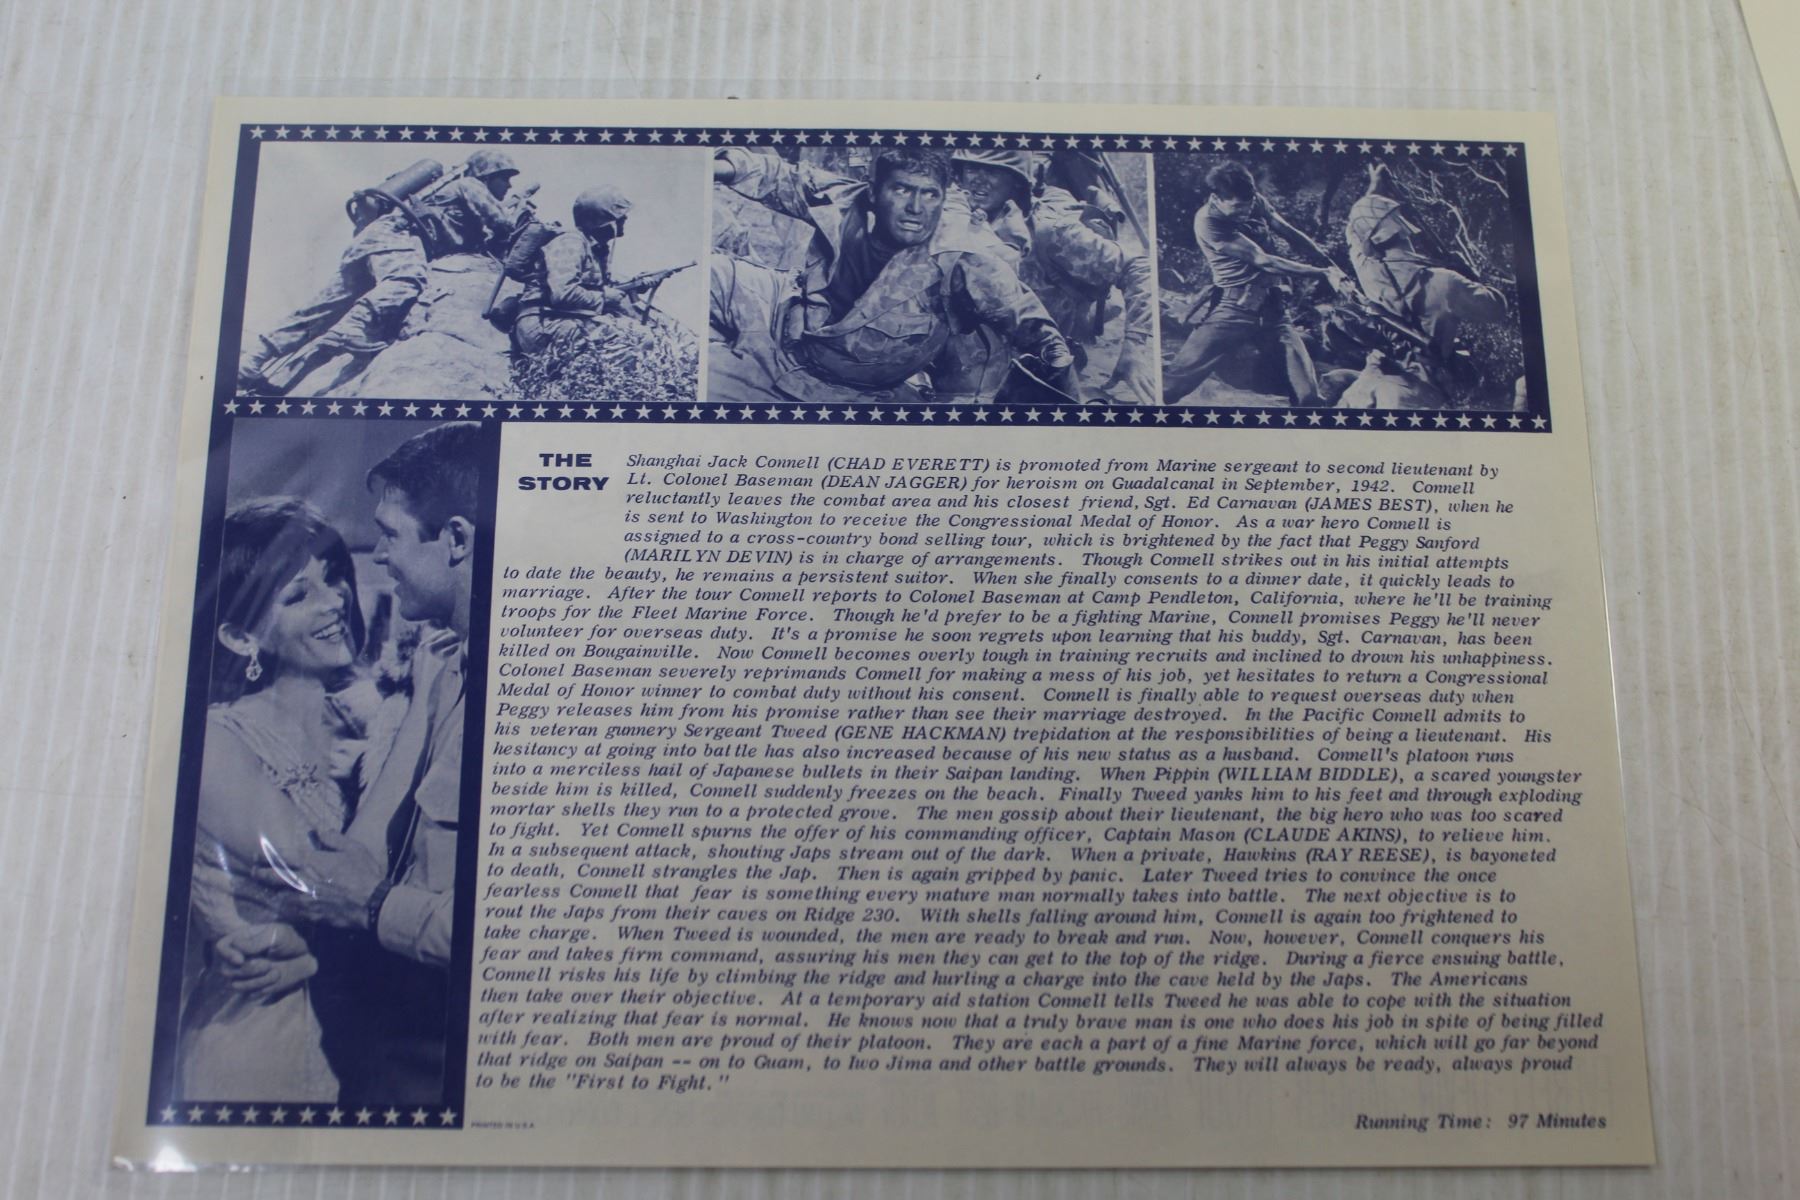 THE
STORY
Shanghai Jack Connell (CHAD EVERETT) is promoted from Marine sergeant to second lieutenant by
Lt. Colonel Baseman (DEAN JAGGER) for heroism on Guadalcanal in September, 1942. Connell
reluctantly leaves the combat area and his closest friend, Sgt. Ed Carnavan (JAMES BEST), when he
is sent to Washington to receive the Congressional Medal of Honor. As a war hero Connell is
assigned to a cross-country bond selling tour, which is brightened by the fact that Peggy Sanford
(MARILYN DEVIN) is in charge of arrangements. Though Connell strikes out in his initial attempts
to date the beauty, he remains a persistent suitor. When she finally consents to a dinner date, it quickly leads to
marriage. After the tour Connell reports to Colonel Baseman at Camp Pendleton, California, where he'll be training
troops for the Fleet Marine Force. Though he'd prefer to be a fighting Marine, Connell promises Peggy he'll never
volunteer for overseas duty. It's a promise he soon regrets upon learning that his buddy, Sgt. Carnavan, has been
killed on Bougainville. Now Connell becomes overly tough in training recruits and inclined to drown his unhappiness.
Colonel Baseman severely reprimands Connell for making a mess of his job, yet hesitates to return a Congressional
Medal of Honor winner to combat duty without his consent. Connell is finally able to request overseas duty when
Peggy releases him from his promise rather than see their marriage destroyed. In the Pacific Connell admits to
his veteran gunnery Sergeant Tweed (GENE HACKMAN) trepidation at the responsibilities of being a lieutenant. His
hesitancy at going into battle has also increased because of his new status as a husband. Connell's platoon runs
into a merciless hail of Japanese bullets in their Saipan landing. When Pippin (WILLIAM BIDDLE), a scared youngster
beside him is killed, Connell suddenly freezes on the beach. Finally Tweed yanks him to his feet and through exploding
mortar shells they run to a protected grove. The men gossip about their lieutenant, the big hero who was too scared
to fight. Yet Connell spurns the offer of his commanding officer, Captain Mason (CLAUDE AKINS), to relieve him.
In a subsequent attack, shouting Japs stream out of the dark. When a private, Hawkins (RAY REESE), is bayoneted
to death, Connell strangles the Jap. Then is again gripped by panic. Later Tweed tries to convince the once
fearless Connell that fear is something every mature man normally takes into battle. The next objective is to
rout the Japs from their caves on Ridge 230. With shells falling around him, Connell is again too frightened to
take charge. When Tweed is wounded, the men are ready to break and run. Now, however, Connell conquers his
fear and takes firm command, assuring his men they can get to the top of the ridge. During a fierce ensuing battle,
Connell risks his life by climbing the ridge and hurling a charge into the cave held by the Japs. The Americans
then take over their objective. At a temporary aid station Connell tells Tweed he was able to cope with the situation
after realizing that fear is normal. He knows now that a truly brave man is one who does his job in spite of being filled
with fear. Both men are proud of their platoon. They are each a part of a fine Marine force, which will go far beyond
that ridge on Saipan -- on to Guam, to Iwo Jima and other battle grounds. They will always be ready, always proud
to be the "First to Fight."
PRINTED IN U.S.A.
Running Time: 97 Minutes